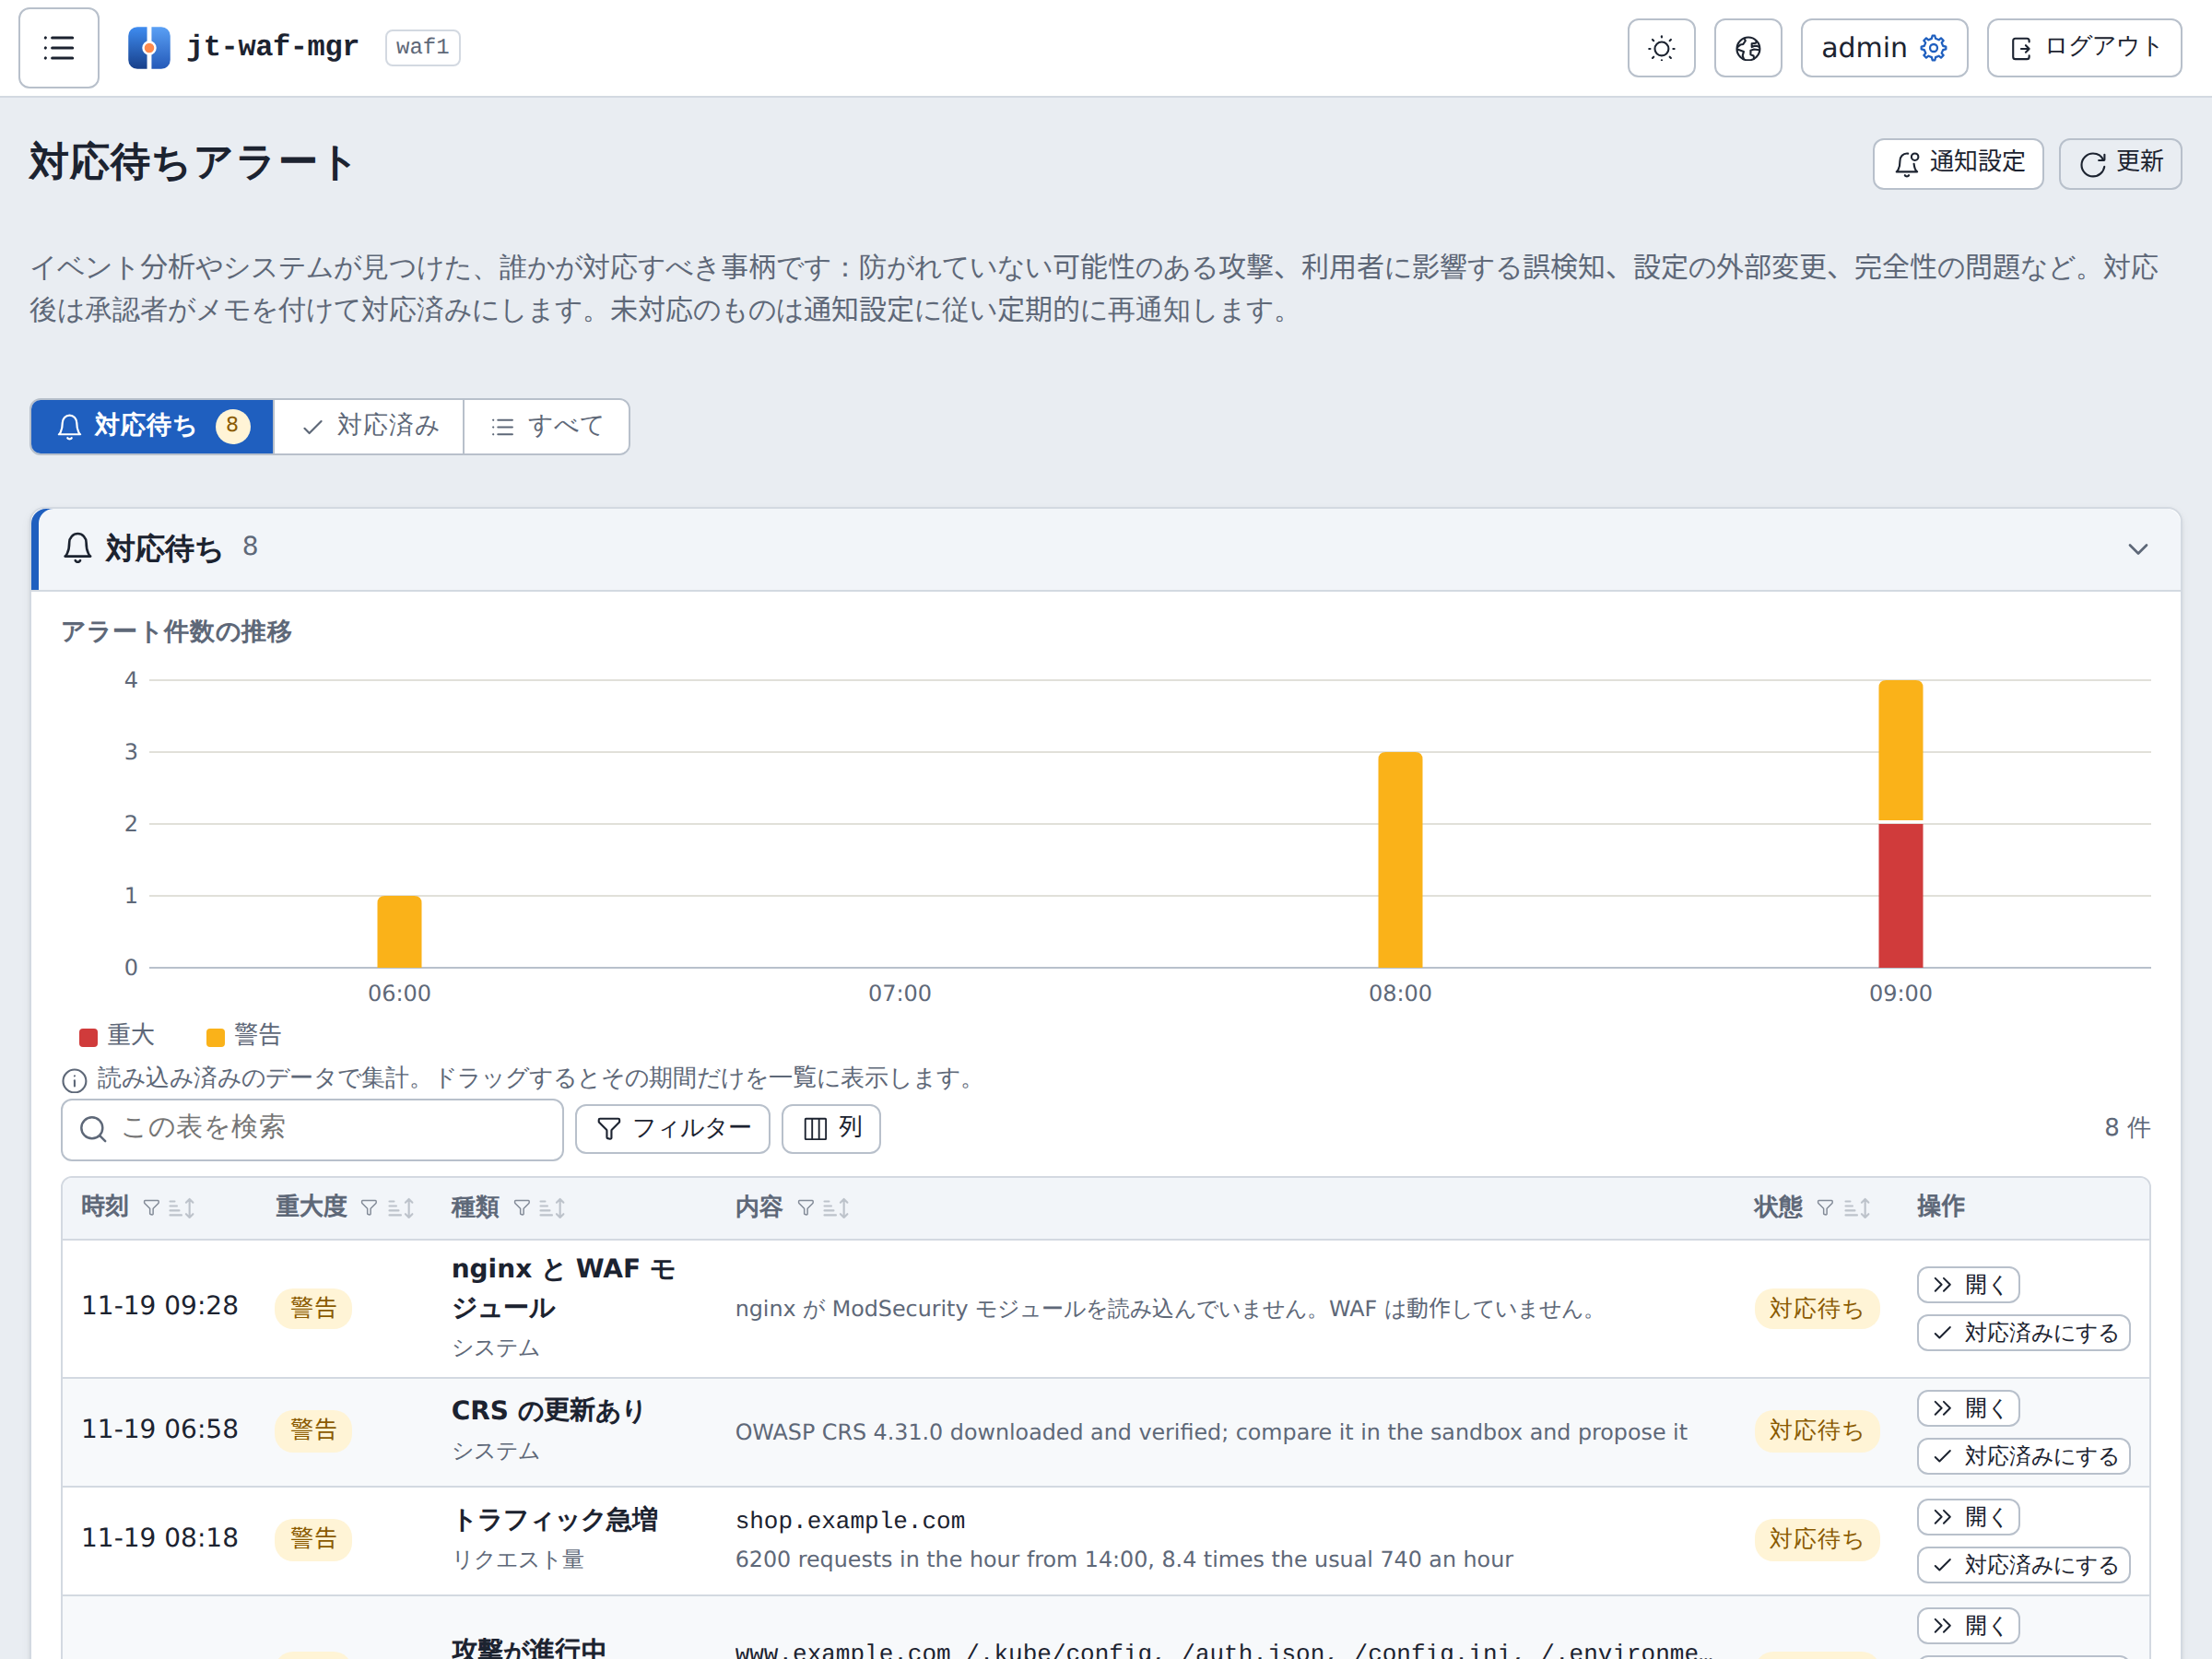 jt-waf-mgr waf1 admin ログアウト
対応待ちアラート 通知設定 更新
イベント分析やシステムが見つけた、誰かが対応すべき事柄です：防がれていない可能性のある攻撃、利用者に影響する誤検知、設定の外部変更、完全性の問題など。対応
後は承認者がメモを付けて対応済みにします。未対応のものは通知設定に従い定期的に再通知します。
対応待ち 8 対応済み すべて
対応待ち 8
アラート件数の推移
4
3
2
1
0
06:00 07:00 08:00 09:00
重大 警告
読み込み済みのデータで集計。ドラッグするとその期間だけを一覧に表示します。
この表を検索 フィルター 列 8 件
時刻 重大度 種類 内容 状態 操作
11-19 09:28 警告 nginx と WAF モ
ジュール
システム
nginx が ModSecurity モジュールを読み込んでいません。WAF は動作していません。 対応待ち 開く
対応済みにする
11-19 06:58 警告 CRS の更新あり
システム
OWASP CRS 4.31.0 downloaded and verified; compare it in the sandbox and propose it 対応待ち 開く
対応済みにする
11-19 08:18 警告 トラフィック急増
リクエスト量
shop.example.com
6200 requests in the hour from 14:00, 8.4 times the usual 740 an hour 対応待ち 開く
対応済みにする
攻撃が進行中 www.example.com /.kube/config, /auth.json, /config.ini, /.environme… 開く